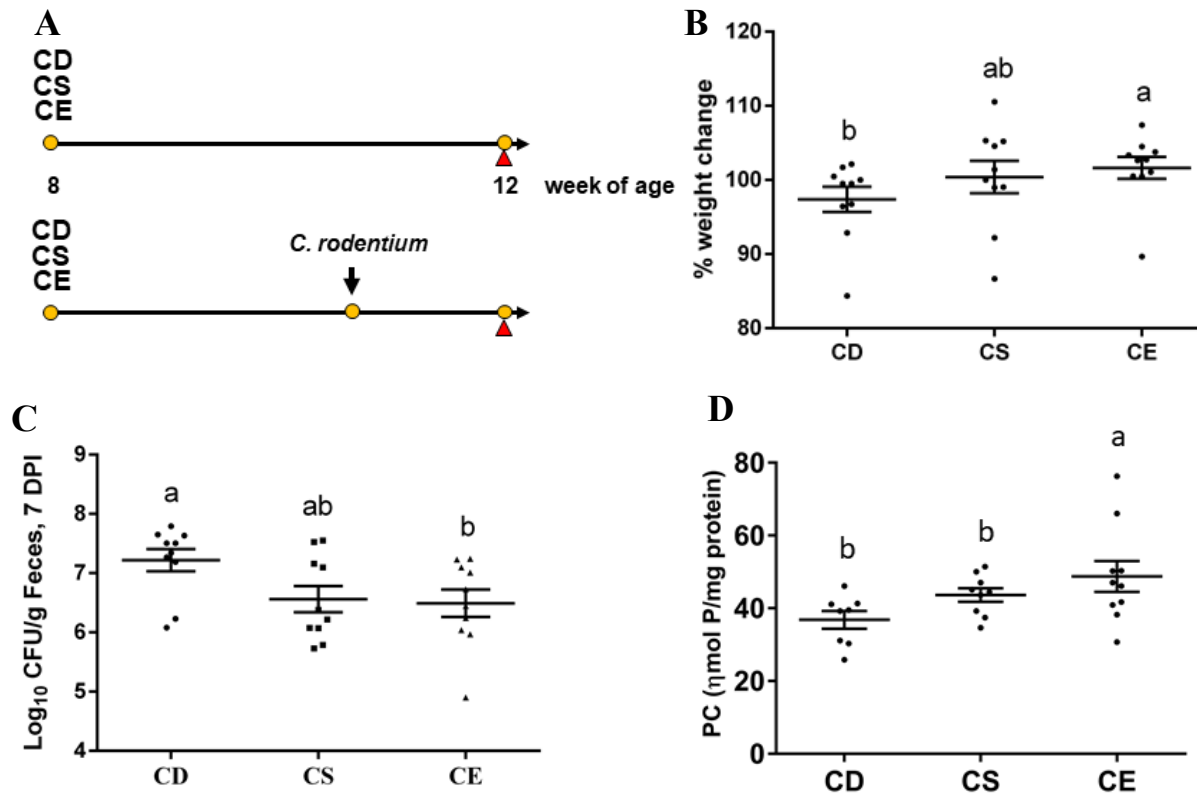 A
CD
CS
CE
8
12 week of age
CD
CS
CE
C. rodentium
B
% weight change
120
110
100
90
80
b
ab
a
CD
CS
CE
C
Log10 CFU/g Feces, 7 DPI
9
8
7
6
5
4
a
ab
b
CD
CS
CE
D
PC (ηmol P/mg protein)
80
60
40
20
0
b
b
a
CD
CS
CE